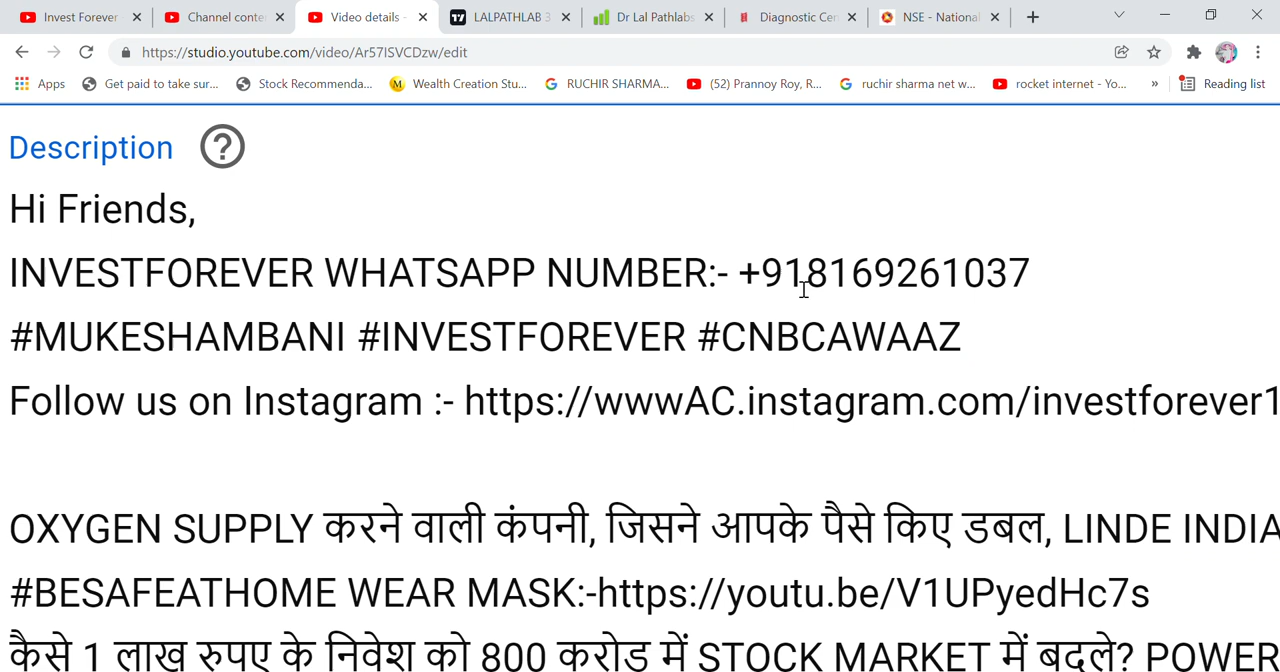 Invest Forever
Channel conte
Video details -
LALPATHLAB 3
Dr Lal Pathlabs
Diagnostic Cer
NSE - National
https://studio.youtube.com/video/Ar57ISVCDzw/edit
Apps
Get paid to take sur...
Stock Recommenda...
Wealth Creation Stu...
RUCHIR SHARMA...
(52) Prannoy Roy, R...
ruchir sharma net w...
rocket internet - Yo...
»
Reading list
Description ?
Hi Friends,
INVESTFOREVER WHATSAPP NUMBER:- +918169261037
#MUKESHAMBANI #INVESTFOREVER #CNBCAWAAZ
Follow us on Instagram :- https://wwwAC.instagram.com/investforever1
OXYGEN SUPPLY करने वाली कंपनी, जिसने आपके पैसे किए डबल, LINDE INDIA
#BESAFEATHOME WEAR MASK:-https://youtu.be/V1UPyedHc7s
कैसे 1 लाख रुपए के निवेश को 800 करोड़ में STOCK MARKET में बदले? POWER